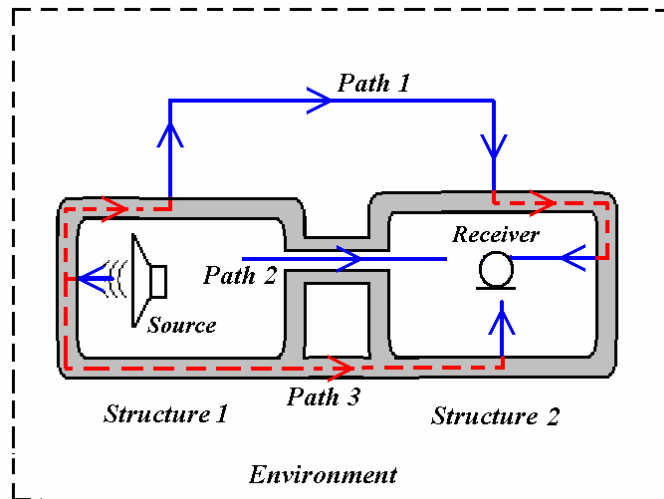 Path 1
Receiver
Path 2
Source
Path 3
Structure 1
Structure 2
Environment